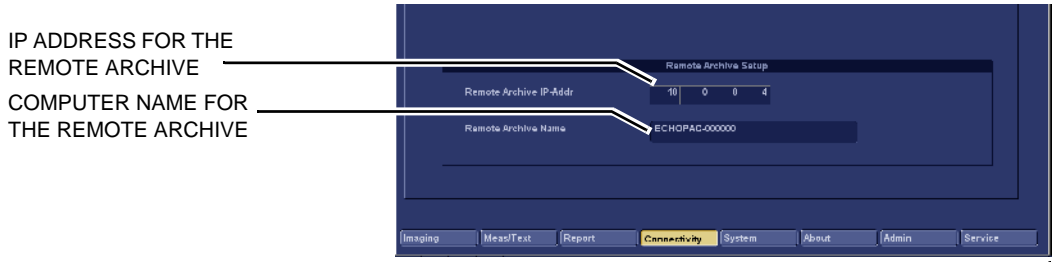 IP ADDRESS FOR THE
REMOTE ARCHIVE
COMPUTER NAME FOR
THE REMOTE ARCHIVE
Remote Archive Setup
Remote Archive IP-Addr 10 0 0 4
Remote Archive Name ECHOPAC-000000
Imaging Meas/Text Report Connectivity System About Admin Service